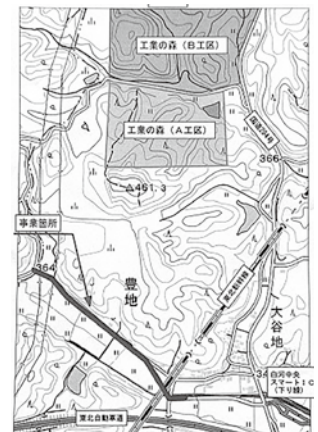 工業の森（B工区）
国道294号
工業の森（A工区）
366
△461.3
事業箇所
364
豊地
東北新幹線
大谷地
34
白河中央
スマートIC
（下り線）
東北自動車道